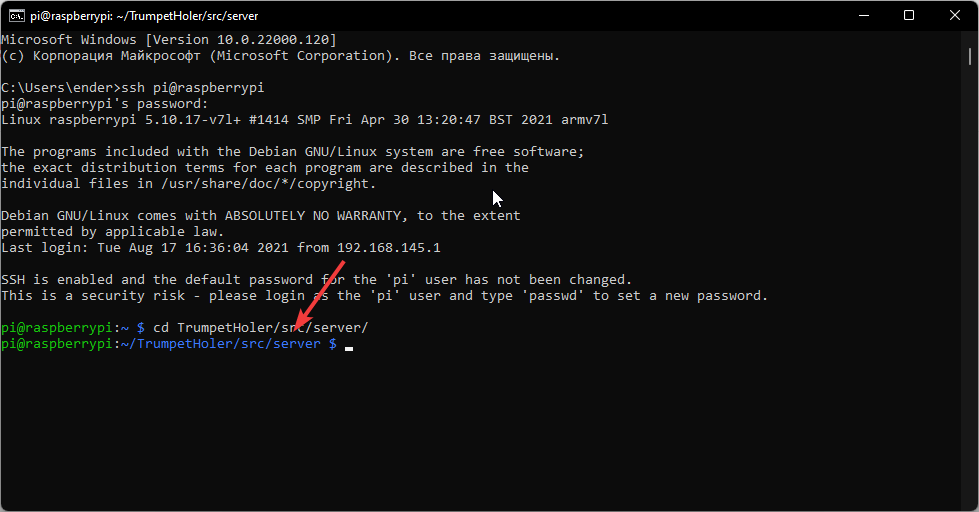 pi@raspberrypi: ~/TrumpetHoler/src/server
Microsoft Windows [Version 10.0.22000.120]
(c) Корпорация Майкрософт (Microsoft Corporation). Все права защищены.
C:\Users\ender>ssh pi@raspberrypi
pi@raspberrypi's password:
Linux raspberrypi 5.10.17-v7l+ #1414 SMP Fri Apr 30 13:20:47 BST 2021 armv7l
The programs included with the Debian GNU/Linux system are free software;
the exact distribution terms for each program are described in the
individual files in /usr/share/doc/*/copyright.
Debian GNU/Linux comes with ABSOLUTELY NO WARRANTY, to the extent
permitted by applicable law.
Last login: Tue Aug 17 16:36:04 2021 from 192.168.145.1
SSH is enabled and the default password for the 'pi' user has not been changed.
This is a security risk - please login as the 'pi' user and type 'passwd' to set a new password.
pi@raspberrypi:~ $ cd TrumpetHoler/src/server/
pi@raspberrypi:~/TrumpetHoler/src/server $